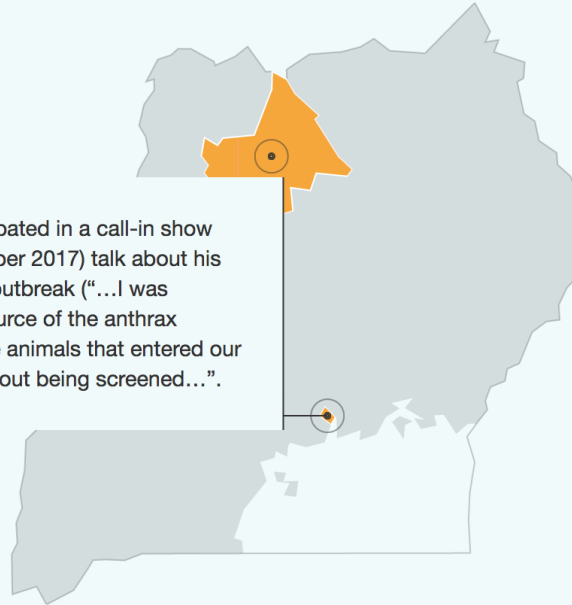 pated in a call-in show
ber 2017) talk about his
outbreak (“…I was
urce of the anthrax
e animals that entered our
out being screened…”.